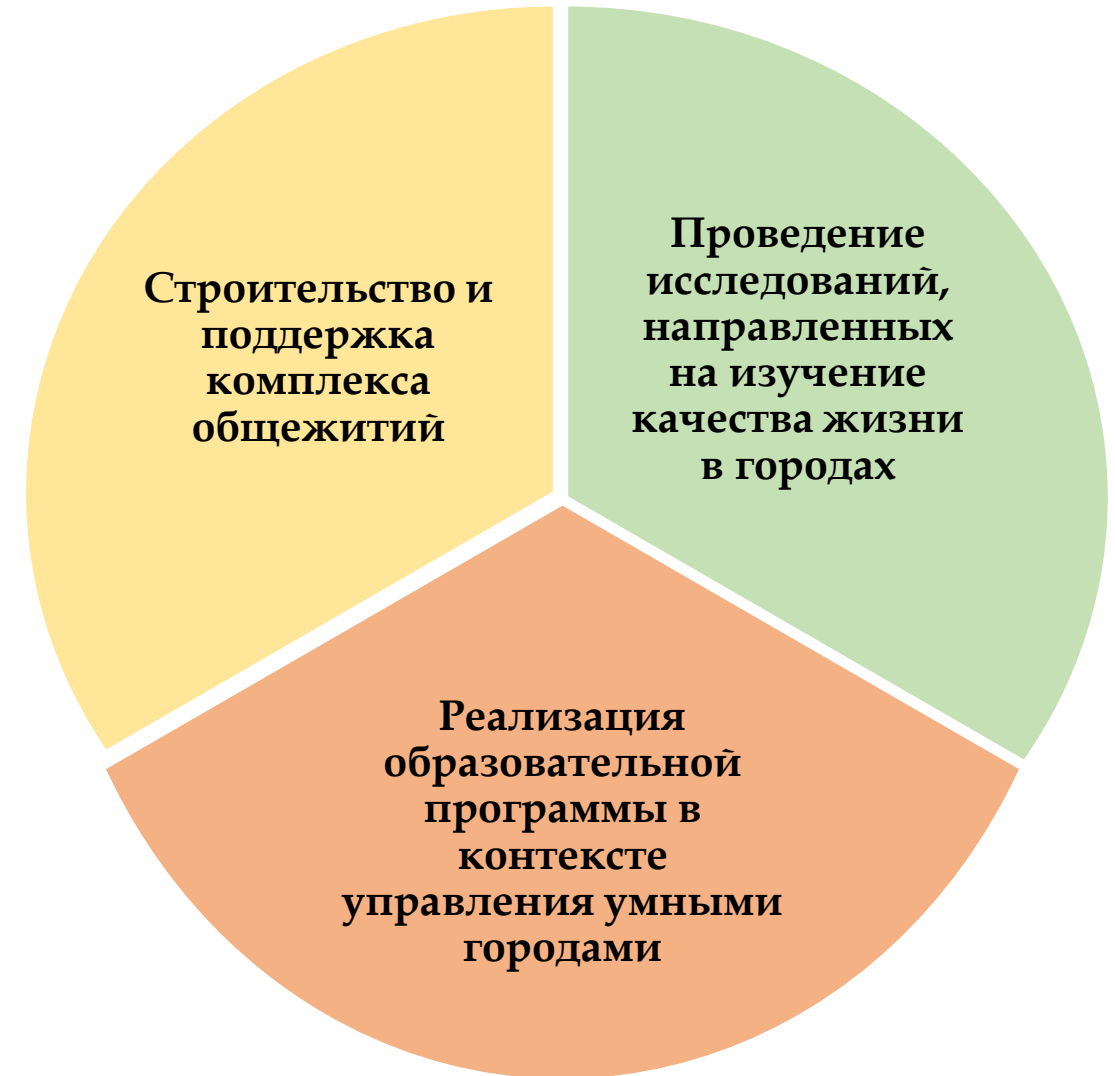 Строительство и
поддержка
комплекса
общежитий
Проведение
исследований,
направленных
на изучение
качества жизни
в городах
Реализация
образовательной
программы в
контексте
управления умными
городами